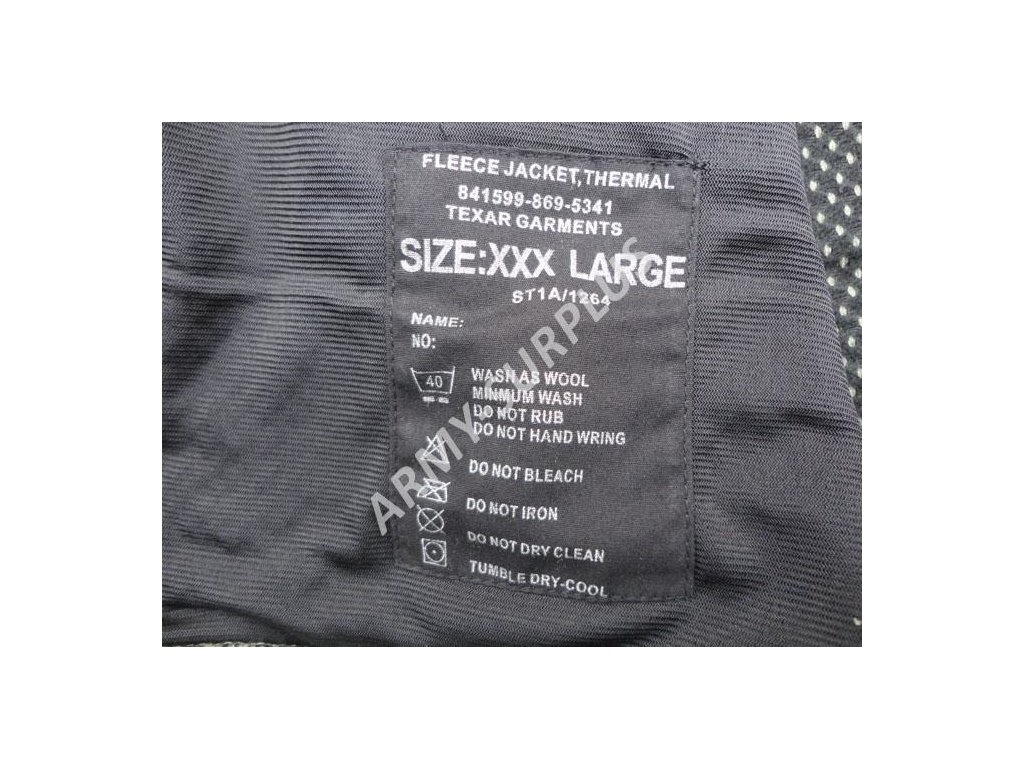 FLEECE JACKET,THERMAL
841599-869-5341
TEXAR GARMENTS
SIZE:XXX LARGE
ST1A/1264
NAME:
NO:
40
WASH AS WOOL
MINMUM WASH
DO NOT RUB
DO NOT HAND WRING
DO NOT BLEACH
DO NOT IRON
DO NOT DRY CLEAN
TUMBLE DRY-COOL
ARMY SURPLUS